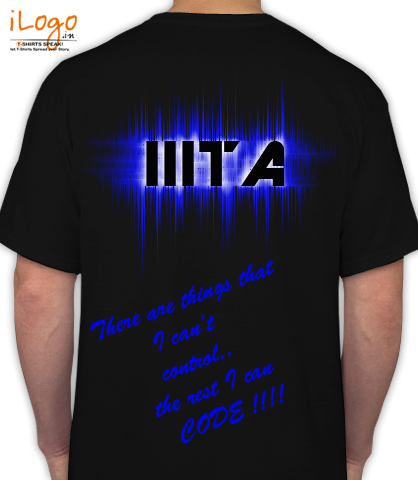 iLogo
.in
T-SHIRTS SPEAK!
let T-Shirts Spread your Story.
IIITA
There are things that
I can't
control..
the rest I can
CODE !!!!